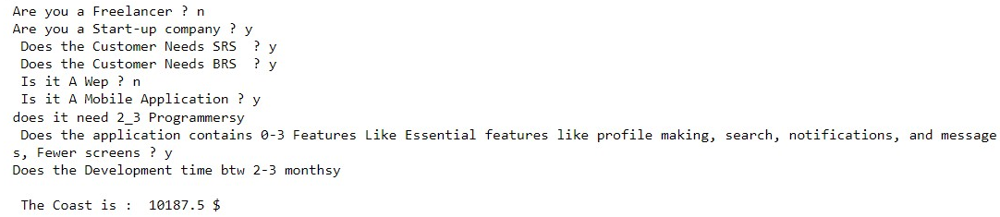 Are you a Freelancer ? n
Are you a Start-up company ? y
Does the Customer Needs SRS  ? y
Does the Customer Needs BRS  ? y
Is it A Wep ? n
Is it A Mobile Application ? y
does it need 2_3 Programmersy
Does the application contains 0-3 Features Like Essential features like profile making, search, notifications, and message
s, Fewer screens ? y
Does the Development time btw 2-3 monthsy
The Coast is :  10187.5 $